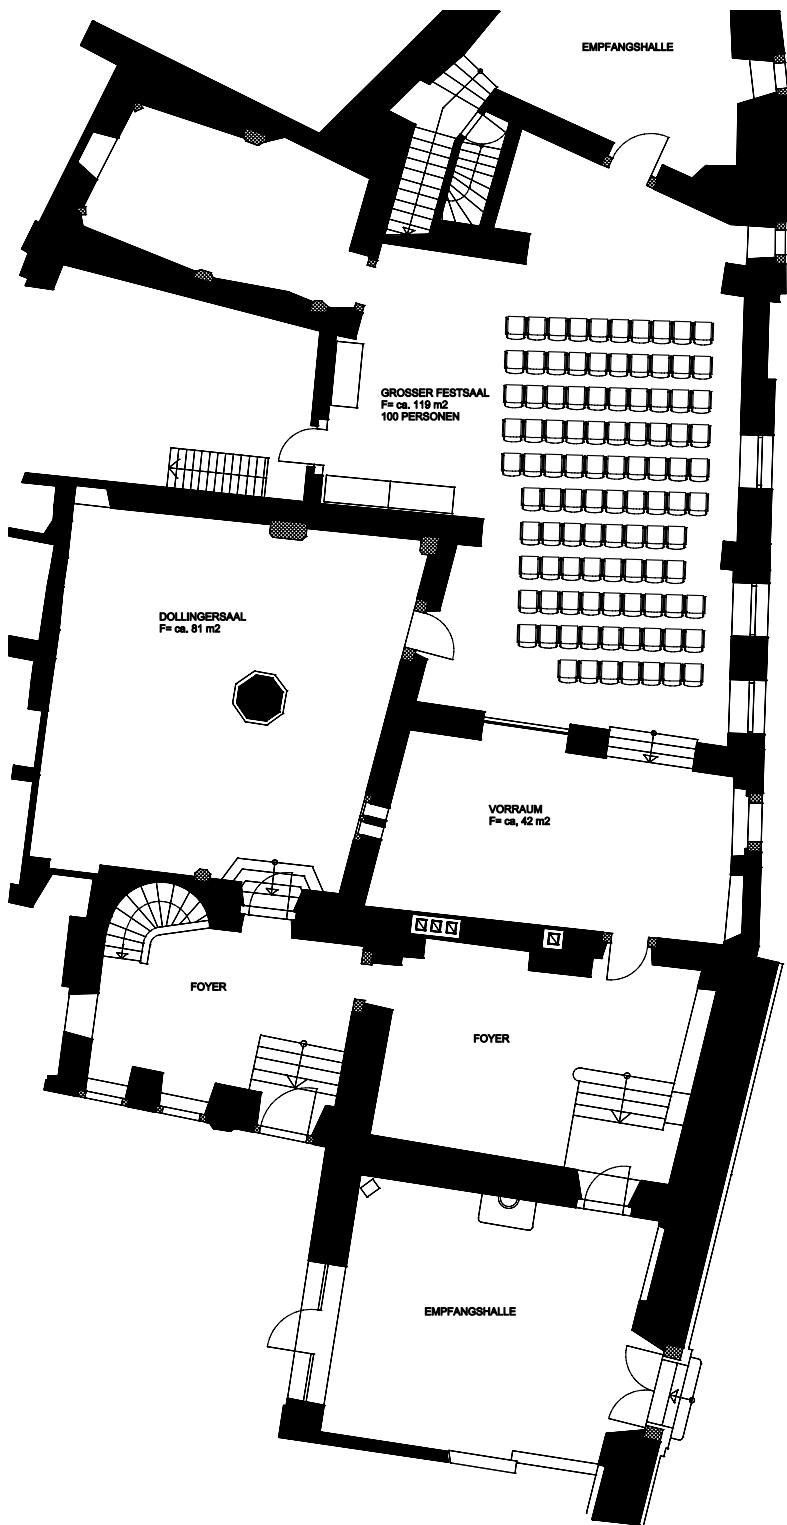 EMPFANGSHALLE
GROSSER FESTSAAL
F= ca. 119 m2
100 PERSONEN
DOLLINGERSAAL
F= ca. 81 m2
VORRAUM
F= ca, 42 m2
FOYER
FOYER
EMPFANGSHALLE